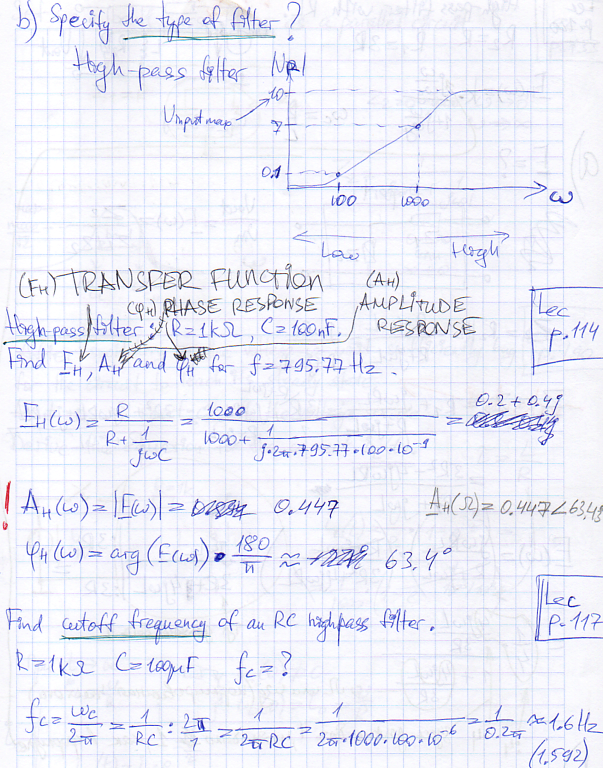 b) Specify the type of filter?
High-pass filter
|UR|
10
Uinputmax
7
0.1
100 1000 ω
Low High
(FH) TRANSFER FUNCTION (AH)
(φH) PHASE RESPONSE AMPLITUDE
RESPONSE
High-pass filter: R=1kΩ, C=100nF.
Lec
p.114
Find FH, AH and φH for f=795.77 Hz.
FH(ω) = R / (R + 1/(jωC)) = 1000 / (1000 + 1/(j·2π·795.77·100·10⁻⁹)) = 0.2 + 0.4j
! AH(ω) = |F(ω)| = 0.447 AH(Ω) = 0.447∠63.43
φH(ω) = arg(F(ω)) · 180/π ≈ 63.4°
Lec
p.117
Find cutoff frequency of an RC highpass filter.
R=1kΩ C=100μF fc=?
fc = ωc/2π = 1/RC : 2π/1 = 1/(2πRC) = 1/(2π·1000·100·10⁻⁶) = 1/0.2π ≈ 1.6 Hz
(1.592)